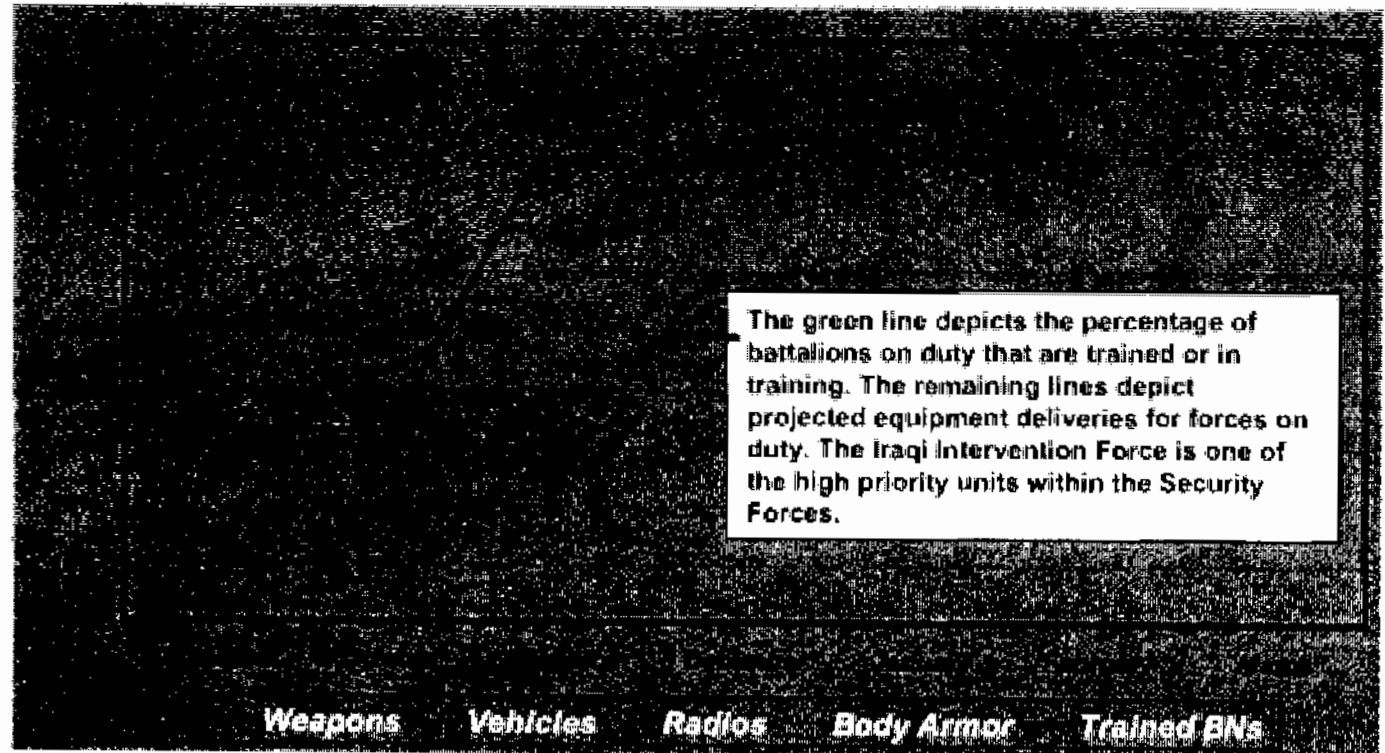 The green line depicts the percentage of
battalions on duty that are trained or in
training. The remaining lines depict
projected equipment deliveries for forces on
duty. The Iraqi Intervention Force is one of
the high priority units within the Security
Forces.
Weapons Vehicles Radios Body Armor Trained BNs